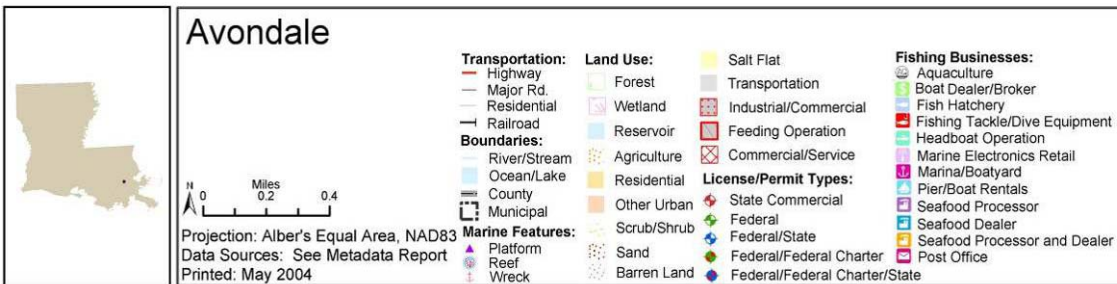 Avondale
N
Miles
0 0.2 0.4
Projection: Alber's Equal Area, NAD83
Data Sources: See Metadata Report
Printed: May 2004
Transportation:
Highway
Major Rd.
Residential
Railroad
Boundaries:
River/Stream
Ocean/Lake
County
Municipal
Marine Features:
Platform
Reef
Wreck
Land Use:
Forest
Wetland
Reservoir
Agriculture
Residential
Other Urban
Scrub/Shrub
Sand
Barren Land
Salt Flat
Transportation
Industrial/Commercial
Feeding Operation
Commercial/Service
License/Permit Types:
State Commercial
Federal
Federal/State
Federal/Federal Charter
Federal/Federal Charter/State
Fishing Businesses:
Aquaculture
Boat Dealer/Broker
Fish Hatchery
Fishing Tackle/Dive Equipment
Headboat Operation
Marine Electronics Retail
Marina/Boatyard
Pier/Boat Rentals
Seafood Processor
Seafood Dealer
Seafood Processor and Dealer
Post Office